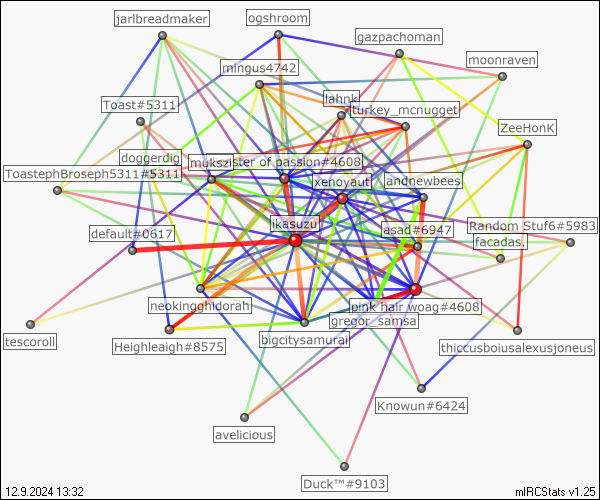 jarlbreadmaker
ogshroom
gazpachoman
mingus4742
moonraven
lahnk
Toast#5311
turkey_mcnugget
ZeeHonK
doggerdig
mukszister of passion#4608
ToastephBroseph5311#5311
xenoyaut
andnewbees
likasuzu
default#0617
asad#6947
Random Stuf6#5983
facadas.
neokingghidorah
pink hair woag#4608
gregor_samsa
tescoroll
Heighleaigh#8575
bigcitysamurai
thiccusboiusalexusjoneus
Knowun#6424
avelicious
Duck™#9103
12.9.2024 13:32
mIRCStats v1.25